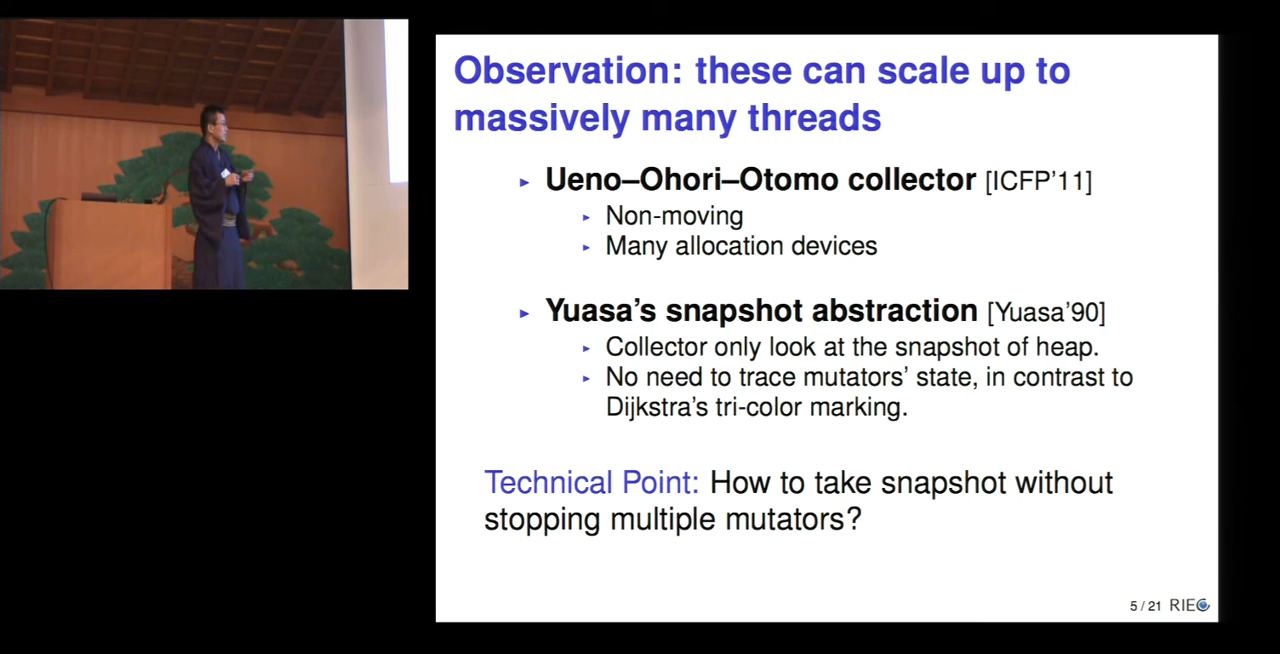 Observation: these can scale up to
massively many threads
▸ Ueno–Ohori–Otomo collector [ICFP'11]
▸ Non-moving
▸ Many allocation devices
▸ Yuasa's snapshot abstraction [Yuasa'90]
▸ Collector only look at the snapshot of heap.
▸ No need to trace mutators' state, in contrast to
Dijkstra's tri-color marking.
Technical Point: How to take snapshot without
stopping multiple mutators?
5 / 21 RIEC